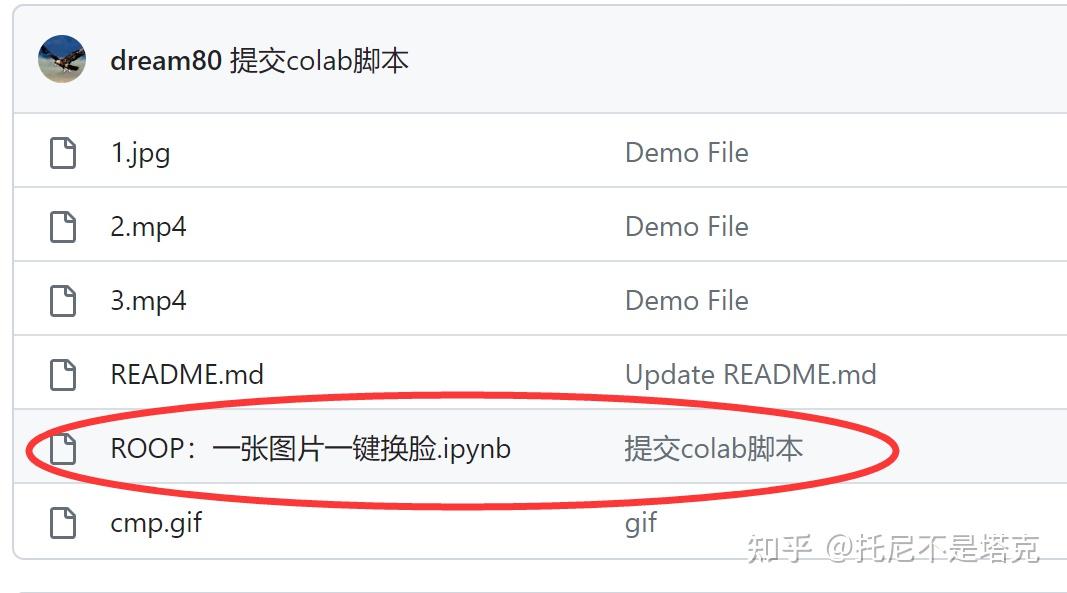 dream80 提交colab脚本
1.jpg Demo File
2.mp4 Demo File
3.mp4 Demo File
README.md Update README.md
ROOP：一张图片一键换脸.ipynb 提交colab脚本
cmp.gif gif
知乎 @托尼不是塔克